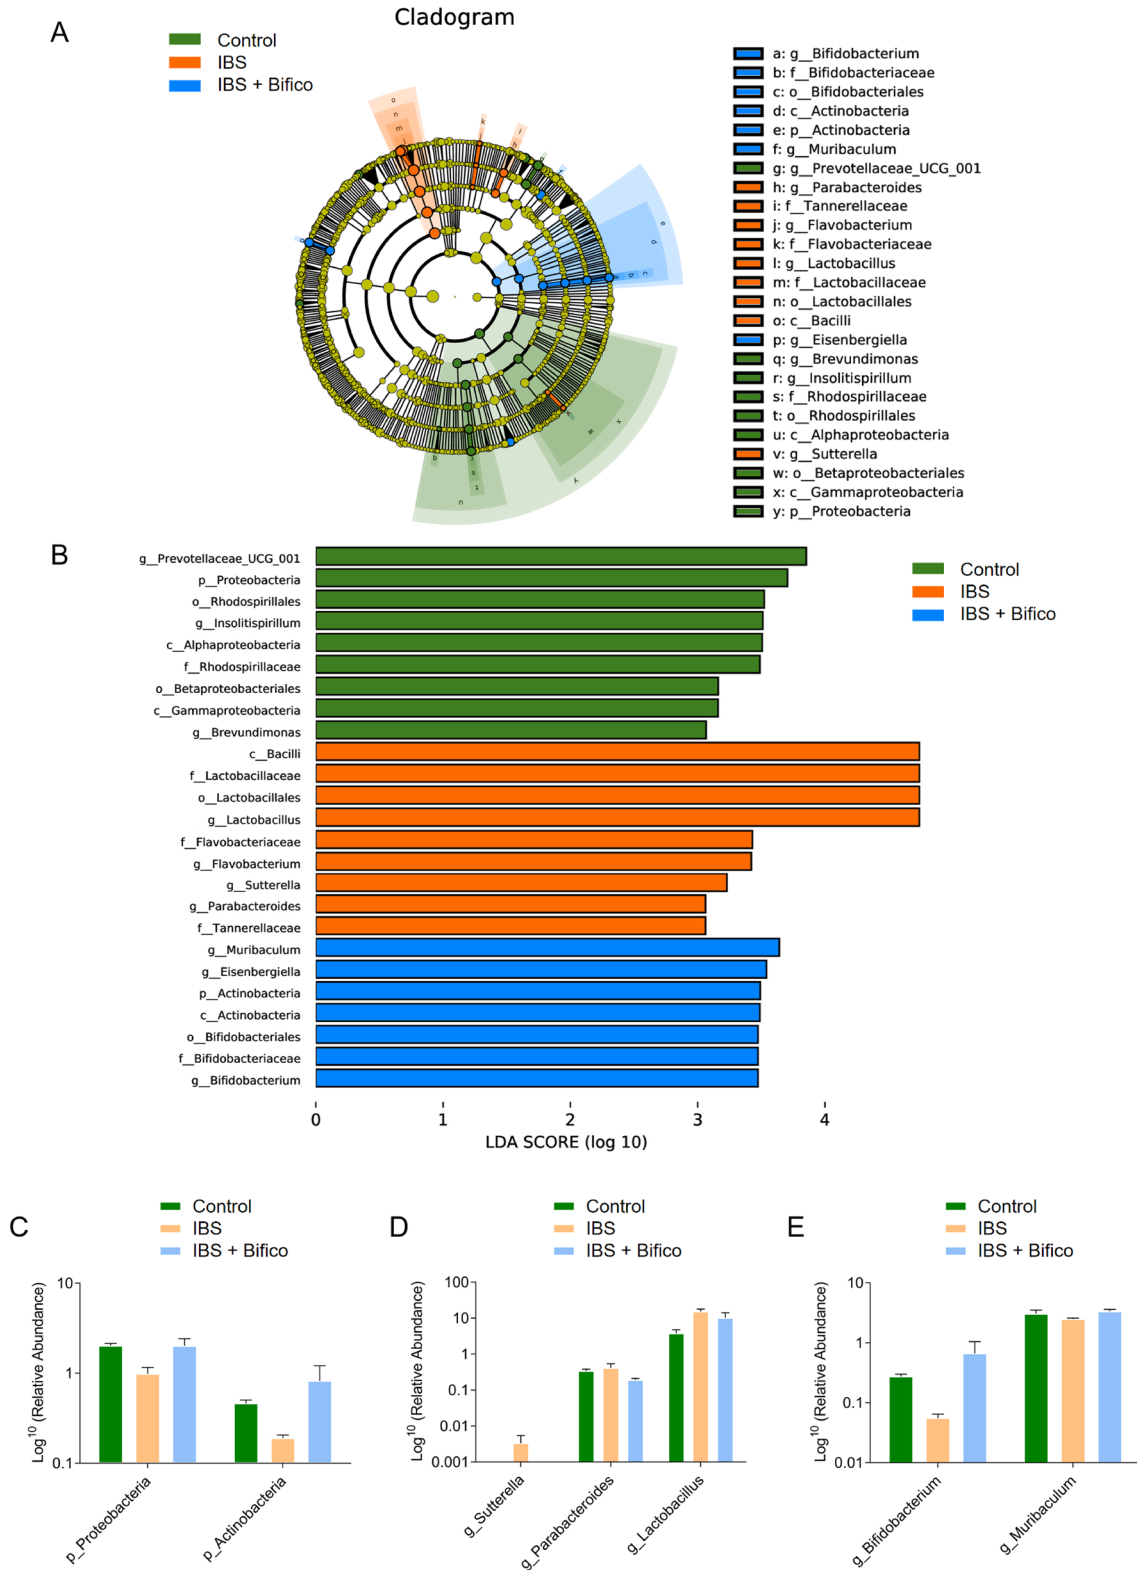 A
Cladogram
Control
IBS
IBS + Bifico
a: g__Bifidobacterium
b: f__Bifidobacteriaceae
c: o__Bifidobacteriales
d: c__Actinobacteria
e: p__Actinobacteria
f: g__Muribaculum
g: g__Prevotellaceae_UCG_001
h: g__Parabacteroides
i: f__Tannerellaceae
j: g__Flavobacterium
k: f__Flavobacteriaceae
l: g__Lactobacillus
m: f__Lactobacillaceae
n: o__Lactobacillales
o: c__Bacilli
p: g__Eisenbergiella
q: g__Brevundimonas
r: g__Insolitispirillum
s: f__Rhodospirillaceae
t: o__Rhodospirillales
u: c__Alphaproteobacteria
v: g__Sutterella
w: o__Betaproteobacteriales
x: c__Gammaproteobacteria
y: p__Proteobacteria
o
n
m
k
i
h
e
d
c
b
a
x
w
y
u
t
s
q
B
Control
IBS
IBS + Bifico
g__Prevotellaceae_UCG_001
p__Proteobacteria
o__Rhodospirillales
g__Insolitispirillum
c__Alphaproteobacteria
f__Rhodospirillaceae
o__Betaproteobacteriales
c__Gammaproteobacteria
g__Brevundimonas
c__Bacilli
f__Lactobacillaceae
o__Lactobacillales
g__Lactobacillus
f__Flavobacteriaceae
g__Flavobacterium
g__Sutterella
g__Parabacteroides
f__Tannerellaceae
g__Muribaculum
g__Eisenbergiella
p__Actinobacteria
c__Actinobacteria
o__Bifidobacteriales
f__Bifidobacteriaceae
g__Bifidobacterium
0 1 2 3 4
LDA SCORE (log 10)
C
Control
IBS
IBS + Bifico
Log10 (Relative Abundance)
10
1
0.1
p_Proteobacteria
p_Actinobacteria
D
Control
IBS
IBS + Bifico
Log10 (Relative Abundance)
100
10
1
0.1
0.01
0.001
g_Sutterella
g_Parabacteroides
g_Lactobacillus
E
Control
IBS
IBS + Bifico
Log10 (Relative Abundance)
10
1
0.1
0.01
g_Bifidobacterium
g_Muribaculum